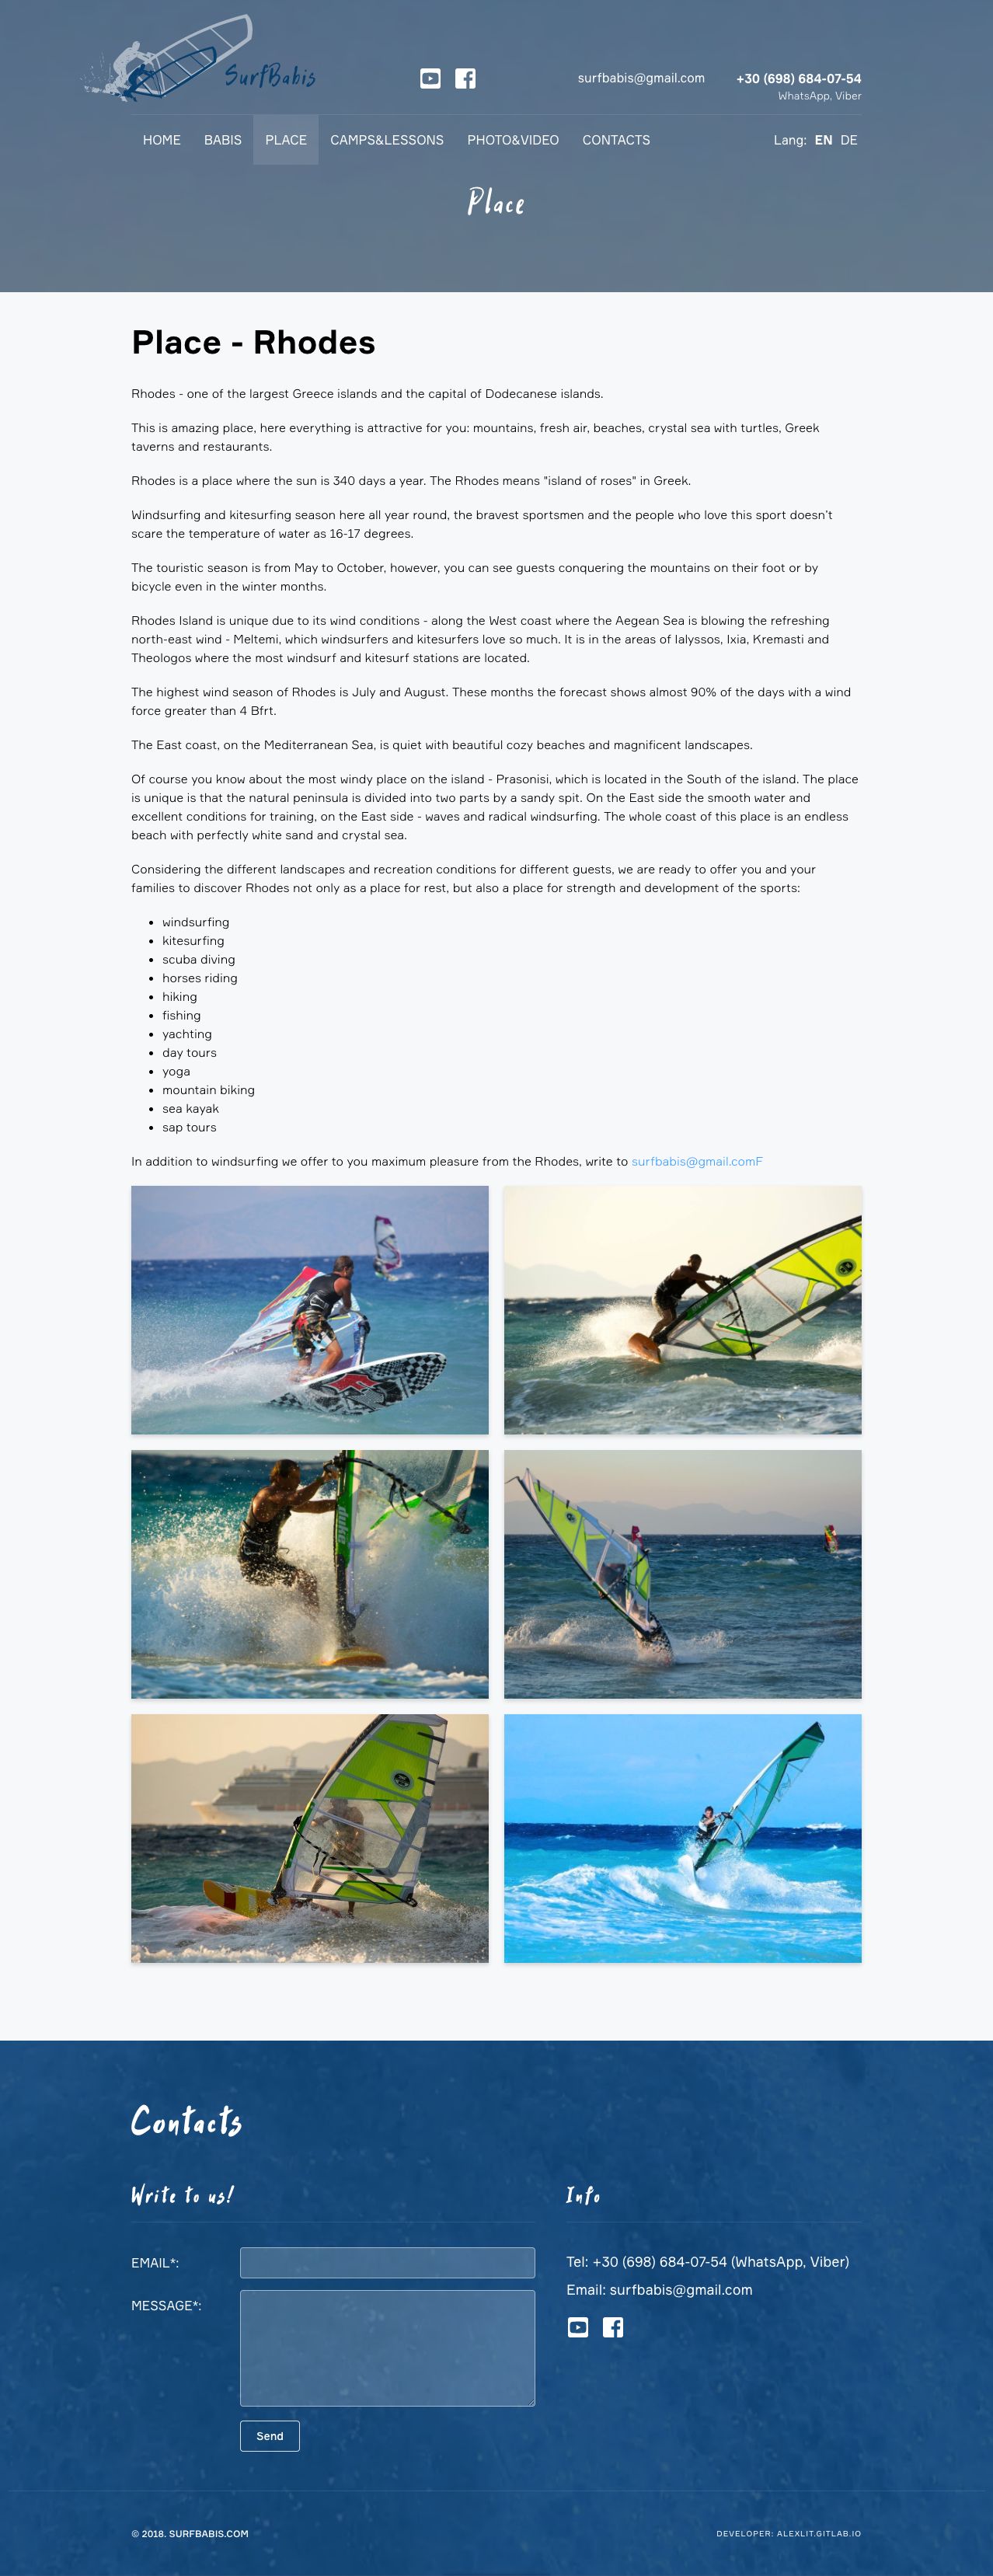 SurfBabis
surfbabis@gmail.com
+30 (698) 684-07-54
WhatsApp, Viber
HOME BABIS PLACE CAMPS&LESSONS PHOTO&VIDEO CONTACTS Lang: EN DE
Place
Place - Rhodes
Rhodes - one of the largest Greece islands and the capital of Dodecanese islands.
This is amazing place, here everything is attractive for you: mountains, fresh air, beaches, crystal sea with turtles, Greek
taverns and restaurants.
Rhodes is a place where the sun is 340 days a year. The Rhodes means "island of roses" in Greek.
Windsurfing and kitesurfing season here all year round, the bravest sportsmen and the people who love this sport doesn't
scare the temperature of water as 16-17 degrees.
The touristic season is from May to October, however, you can see guests conquering the mountains on their foot or by
bicycle even in the winter months.
Rhodes Island is unique due to its wind conditions - along the West coast where the Aegean Sea is blowing the refreshing
north-east wind - Meltemi, which windsurfers and kitesurfers love so much. It is in the areas of Ialyssos, Ixia, Kremasti and
Theologos where the most windsurf and kitesurf stations are located.
The highest wind season of Rhodes is July and August. These months the forecast shows almost 90% of the days with a wind
force greater than 4 Bfrt.
The East coast, on the Mediterranean Sea, is quiet with beautiful cozy beaches and magnificent landscapes.
Of course you know about the most windy place on the island - Prasonisi, which is located in the South of the island. The place
is unique is that the natural peninsula is divided into two parts by a sandy spit. On the East side the smooth water and
excellent conditions for training, on the East side - waves and radical windsurfing. The whole coast of this place is an endless
beach with perfectly white sand and crystal sea.
Considering the different landscapes and recreation conditions for different guests, we are ready to offer you and your
families to discover Rhodes not only as a place for rest, but also a place for strength and development of the sports:
windsurfing
kitesurfing
scuba diving
horses riding
hiking
fishing
yachting
day tours
yoga
mountain biking
sea kayak
sap tours
In addition to windsurfing we offer to you maximum pleasure from the Rhodes, write to surfbabis@gmail.comF
Contacts
Write to us!
EMAIL*:
MESSAGE*:
Send
Info
Tel: +30 (698) 684-07-54 (WhatsApp, Viber)
Email: surfbabis@gmail.com
© 2018. SURFBABIS.COM
DEVELOPER: ALEXLIT.GITLAB.IO